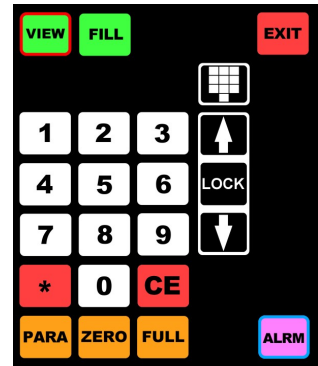 VIEW FILL EXIT
1 2 3
4 5 6 LOCK
7 8 9
* 0 CE
PARA ZERO FULL ALRM